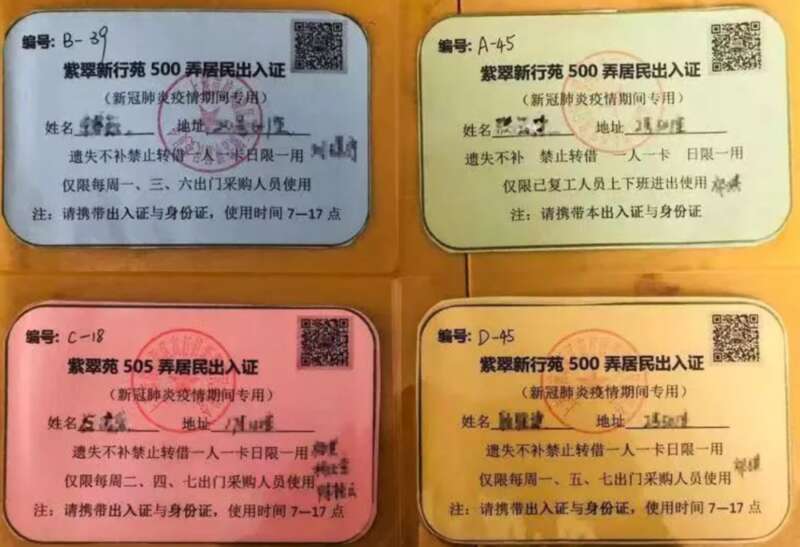 编号: B-39
紫翠新行苑 500 弄居民出入证
(新冠肺炎疫情期间专用)
姓名 地址
遗失不补禁止转借一人一卡日限一用
仅限每周一、三、六出门采购人员使用
注: 请携带出入证与身份证, 使用时间 7—17 点
编号: A-45
紫翠新行苑 500 弄居民出入证
(新冠肺炎疫情期间专用)
姓名 地址
遗失不补 禁止转借 一人一卡 日限一用
仅限已复工人员上下班进出使用
注: 请携带本出入证与身份证
编号: C-18
紫翠苑 505 弄居民出入证
(新冠肺炎疫情期间专用)
姓名 地址
遗失不补禁止转借一人一卡日限一用
仅限每周二、四、七出门采购人员使用
注: 请携带出入证与身份证, 使用时间 7—17 点
编号: D-45
紫翠新行苑 500 弄居民出入证
(新冠肺炎疫情期间专用)
姓名 地址
遗失不补禁止转借一人一卡日限一用
仅限每周一、五、七出门采购人员使用
注: 请携带出入证与身份证, 使用时间 7—17 点